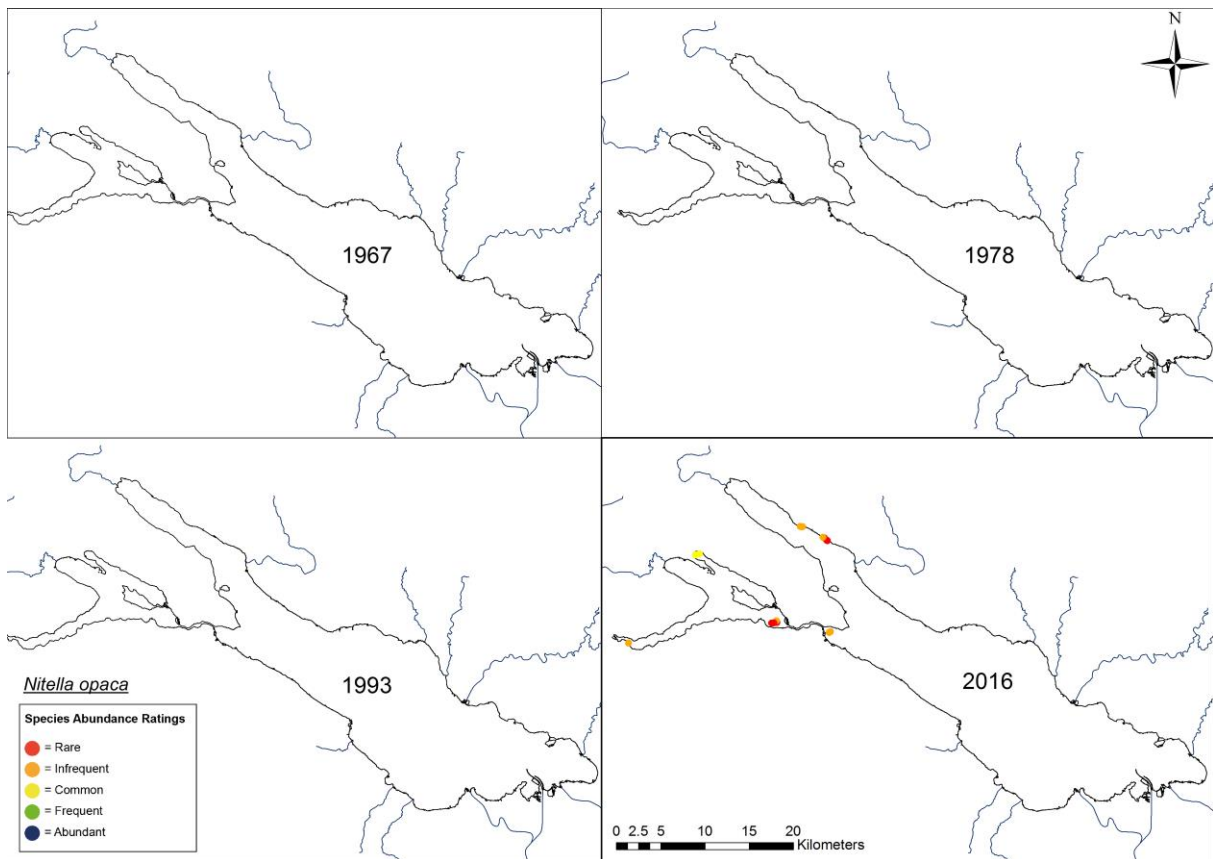 N
1967
1978
Nitella opaca
1993
2016
Species Abundance Ratings
= Rare
= Infrequent
= Common
= Frequent
= Abundant
0 2.5 5 10 15 20
Kilometers